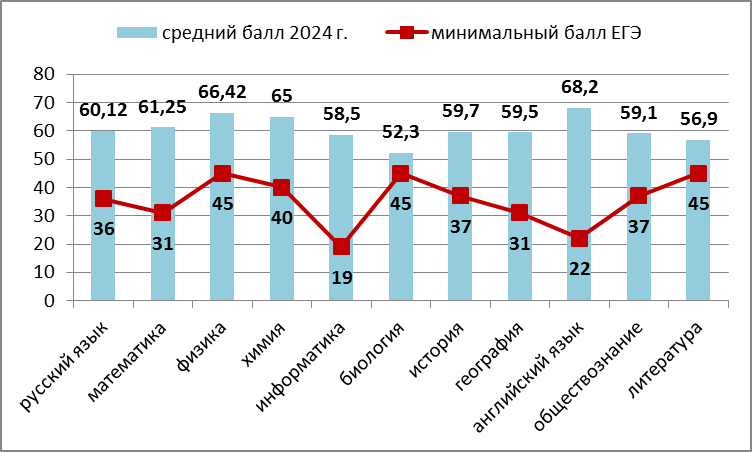 средний балл 2024 г. минимальный балл ЕГЭ
80
70
60
50
40
30
20
10
0
60,12 61,25 66,42 65 58,5 52,3 59,7 59,5 68,2 59,1 56,9
36 31 45 40 19 45 37 31 22 37 45
русский язык
математика
физика
химия
информатика
биология
история
география
английский язык
обществознание
литература